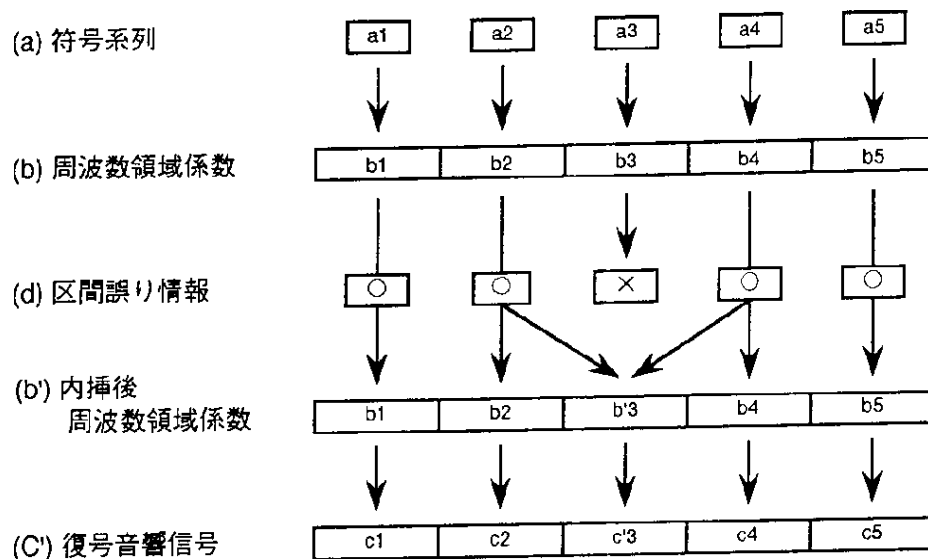 (a) 符号系列 a1 a2 a3 a4 a5
(b) 周波数領域係数 b1 b2 b3 b4 b5
(d) 区間誤り情報 ○ ○ × ○ ○
(b') 内挿後
周波数領域係数 b1 b2 b'3 b4 b5
(C') 復号音響信号 c1 c2 c'3 c4 c5